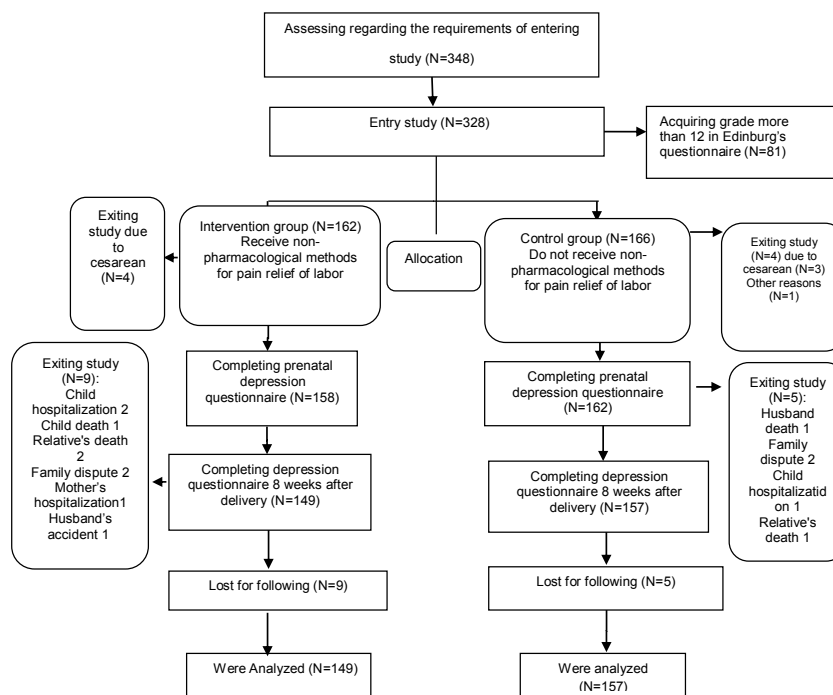 Assessing regarding the requirements of entering
study (N=348)
Entry study (N=328)
Acquiring grade more
than 12 in Edinburg's
questionnaire (N=81)
Exiting
study due
to
cesarean
(N=4)
Intervention group (N=162)
Receive non-
pharmacological methods
for pain relief of labor
Allocation
Control group (N=166)
Do not receive non-
pharmacological methods
for pain relief of labor
Exiting study
(N=4) due to
cesarean (N=3)
Other reasons
(N=1)
Exiting study
(N=9):
Child
hospitalization 2
Child death 1
Relative's death
2
Family dispute 2
Mother's
hospitalization1
Husband's
accident 1
Completing prenatal
depression
questionnaire (N=158)
Completing prenatal depression
questionnaire (N=162)
Exiting study
(N=5):
Husband
death 1
Family
dispute 2
Child
hospitalizatid
on 1
Relative's
death 1
Completing depression
questionnaire 8 weeks after
delivery (N=149)
Completing depression
questionnaire 8 weeks after
delivery (N=157)
Lost for following (N=9)
Lost for following (N=5)
Were Analyzed (N=149)
Were analyzed
(N=157)